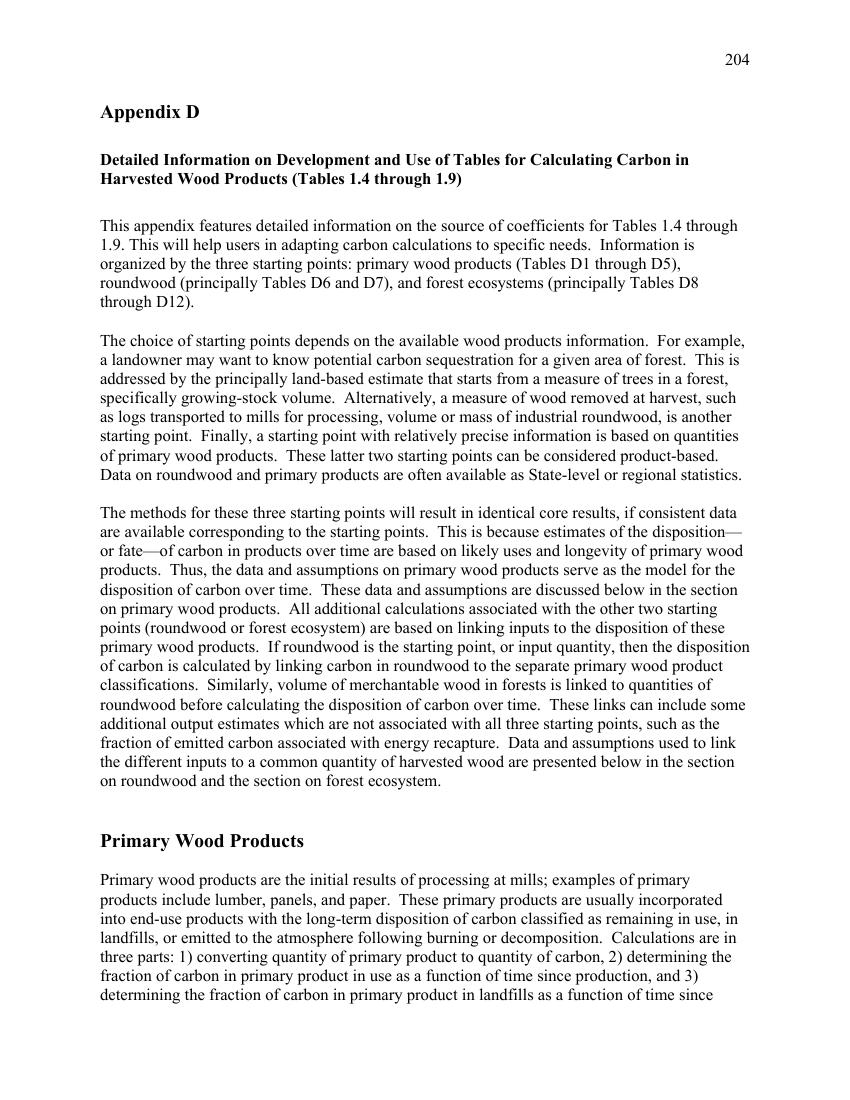 204
Appendix D
Detailed Information on Development and Use of Tables for Calculating Carbon in
Harvested Wood Products (Tables 1.4 through 1.9)
This appendix features detailed information on the source of coefficients for Tables 1.4 through
1.9. This will help users in adapting carbon calculations to specific needs.  Information is
organized by the three starting points: primary wood products (Tables D1 through D5),
roundwood (principally Tables D6 and D7), and forest ecosystems (principally Tables D8
through D12).
The choice of starting points depends on the available wood products information.  For example,
a landowner may want to know potential carbon sequestration for a given area of forest.  This is
addressed by the principally land-based estimate that starts from a measure of trees in a forest,
specifically growing-stock volume.  Alternatively, a measure of wood removed at harvest, such
as logs transported to mills for processing, volume or mass of industrial roundwood, is another
starting point.  Finally, a starting point with relatively precise information is based on quantities
of primary wood products.  These latter two starting points can be considered product-based.
Data on roundwood and primary products are often available as State-level or regional statistics.
The methods for these three starting points will result in identical core results, if consistent data
are available corresponding to the starting points.  This is because estimates of the disposition—
or fate—of carbon in products over time are based on likely uses and longevity of primary wood
products.  Thus, the data and assumptions on primary wood products serve as the model for the
disposition of carbon over time.  These data and assumptions are discussed below in the section
on primary wood products.  All additional calculations associated with the other two starting
points (roundwood or forest ecosystem) are based on linking inputs to the disposition of these
primary wood products.  If roundwood is the starting point, or input quantity, then the disposition
of carbon is calculated by linking carbon in roundwood to the separate primary wood product
classifications.  Similarly, volume of merchantable wood in forests is linked to quantities of
roundwood before calculating the disposition of carbon over time.  These links can include some
additional output estimates which are not associated with all three starting points, such as the
fraction of emitted carbon associated with energy recapture.  Data and assumptions used to link
the different inputs to a common quantity of harvested wood are presented below in the section
on roundwood and the section on forest ecosystem.
Primary Wood Products
Primary wood products are the initial results of processing at mills; examples of primary
products include lumber, panels, and paper.  These primary products are usually incorporated
into end-use products with the long-term disposition of carbon classified as remaining in use, in
landfills, or emitted to the atmosphere following burning or decomposition.  Calculations are in
three parts: 1) converting quantity of primary product to quantity of carbon, 2) determining the
fraction of carbon in primary product in use as a function of time since production, and 3)
determining the fraction of carbon in primary product in landfills as a function of time since